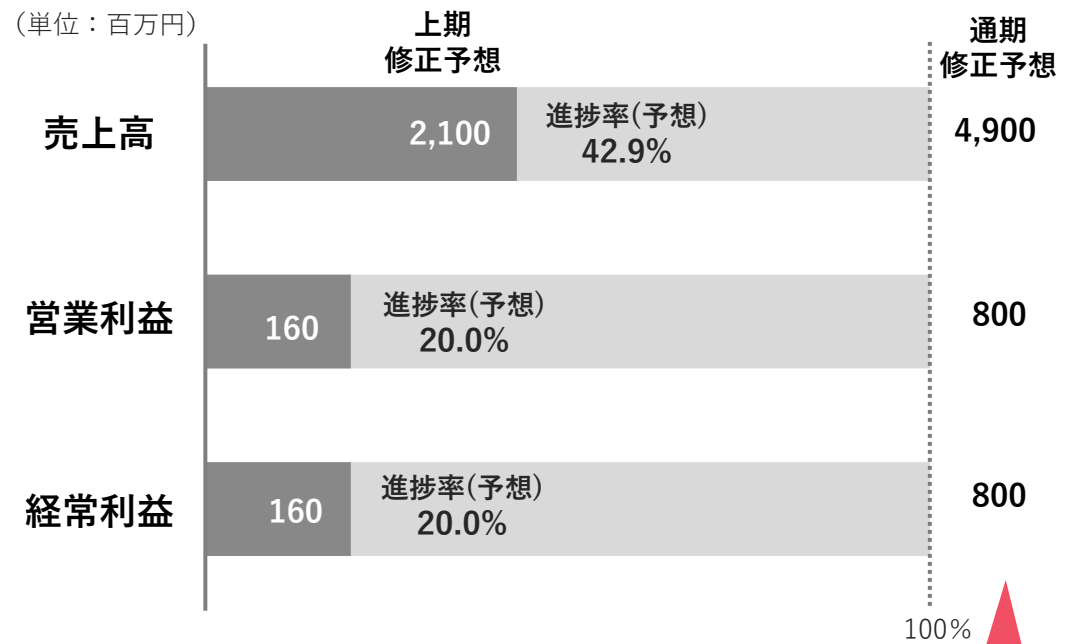 （単位：百万円）
上期
修正予想
通期
修正予想
売上高
2,100
進捗率(予想)
42.9%
4,900
営業利益
160
進捗率(予想)
20.0%
800
経常利益
160
進捗率(予想)
20.0%
800
100%